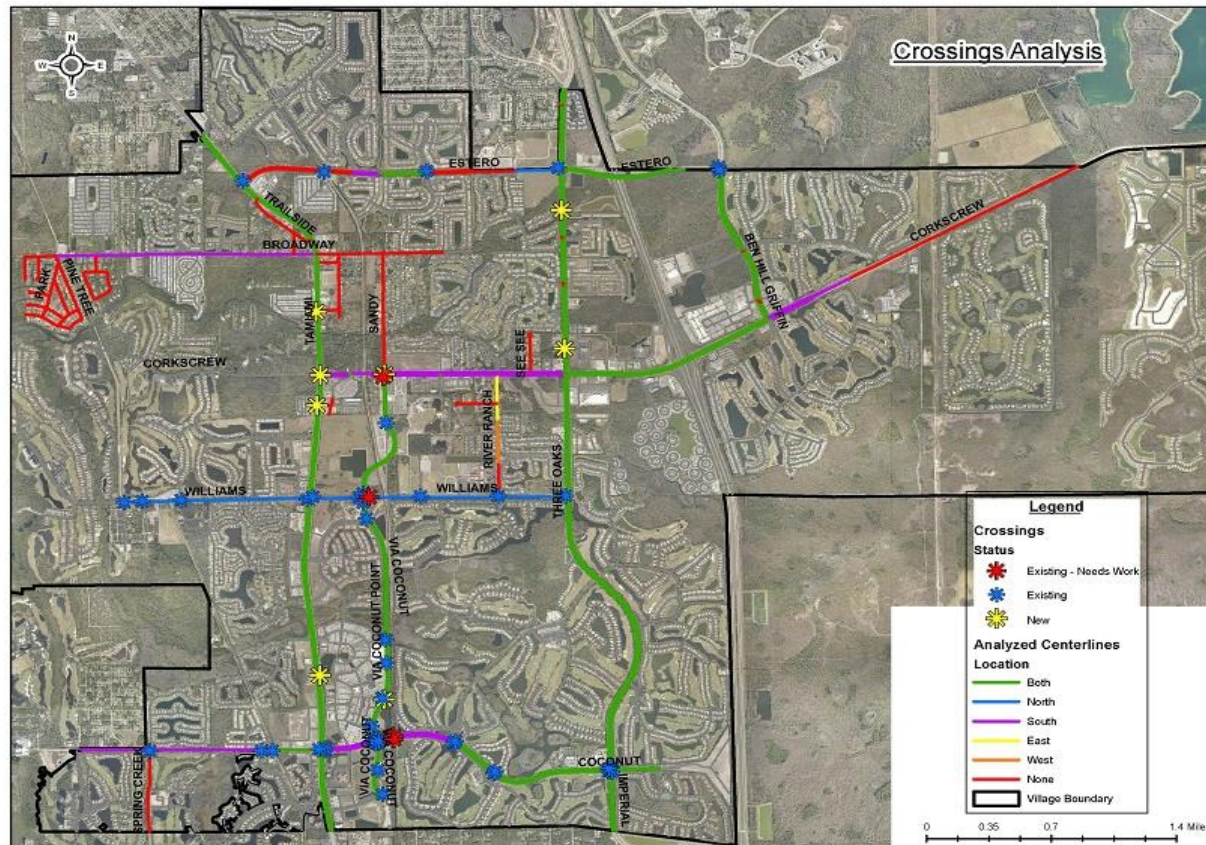 Crossings Analysis
N
W E
S
ESTERO
ESTERO
TRAILSIDE
BROADWAY
CORKSCREW
BEN HILL GRIFFIN
PARK
PINE TREE
TAMIAMI
SANDY
SEE SEE
CORKSCREW
RIVER RANCH
THREE OAKS
WILLIAMS
WILLIAMS
VIA COCONUT
VIA COCONUT POINT
VIA COCONUT
VIA COCONUT
COCONUT
SPRING CREEK
IMPERIAL
Legend
Crossings
Status
Existing - Needs Work
Existing
New
Analyzed Centerlines
Location
Both
North
South
East
West
None
Village Boundary
0 0.35 0.7 1.4 Mile